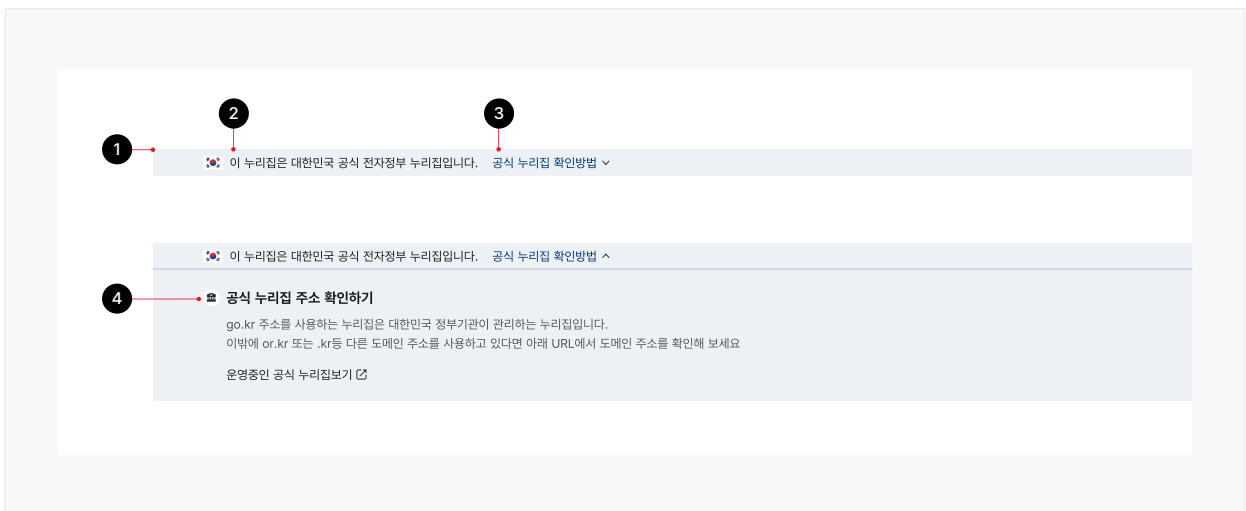 2
3
1
이 누리집은 대한민국 공식 전자정부 누리집입니다. 공식 누리집 확인방법
이 누리집은 대한민국 공식 전자정부 누리집입니다. 공식 누리집 확인방법
4
공식 누리집 주소 확인하기
go.kr 주소를 사용하는 누리집은 대한민국 정부기관이 관리하는 누리집입니다.
이밖에 or.kr 또는 .kr등 다른 도메인 주소를 사용하고 있다면 아래 URL에서 도메인 주소를 확인해 보세요
운영중인 공식 누리집보기